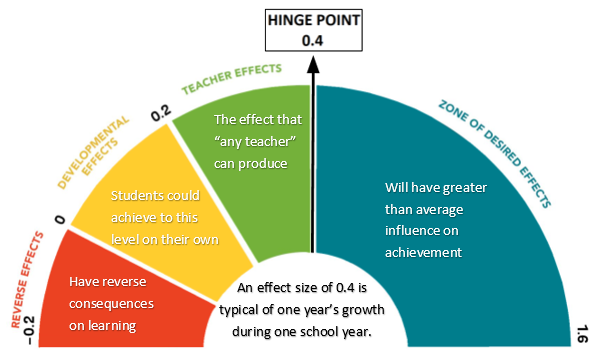 HINGE POINT
0.4
TEACHER EFFECTS
The effect that
“any teacher”
can produce
0.2
DEVELOPMENTAL
EFFECTS
Students could
achieve to this
level on their own
0
REVERSE EFFECTS
Have reverse
consequences
on learning
-0.2
ZONE OF DESIRED EFFECTS
Will have greater
than average
influence on
achievement
1.6
An effect size of 0.4 is
typical of one year’s growth
during one school year.